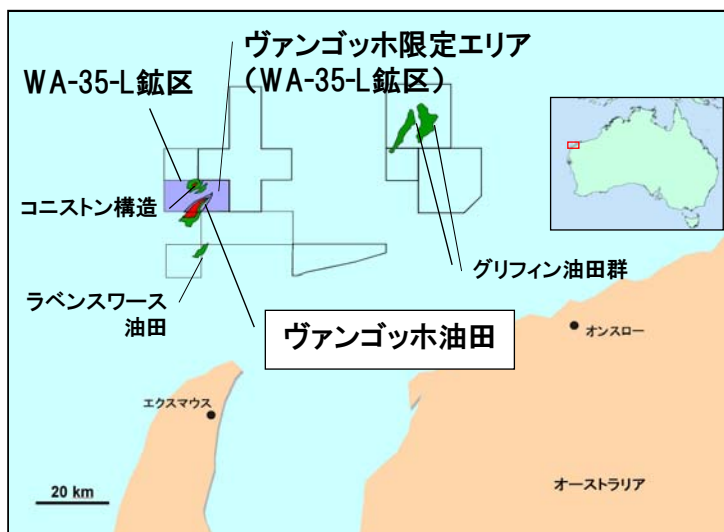 ヴァンゴッホ限定エリア
（WA-35-L鉱区）
WA-35-L鉱区
コニストン構造
グリフィン油田群
ラベンスワース
油田
ヴァンゴッホ油田
オンスロー
エクスマウス
オーストラリア
20 km